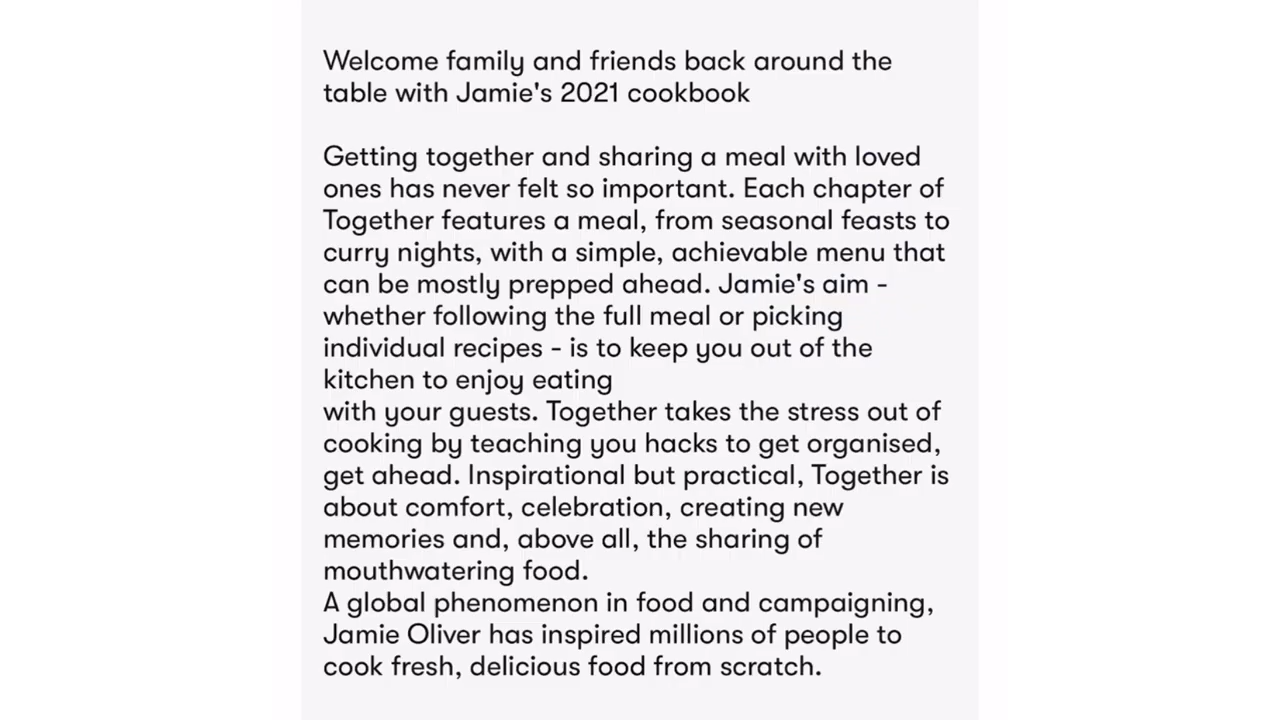 Welcome family and friends back around the
table with Jamie's 2021 cookbook
Getting together and sharing a meal with loved
ones has never felt so important. Each chapter of
Together features a meal, from seasonal feasts to
curry nights, with a simple, achievable menu that
can be mostly prepped ahead. Jamie's aim -
whether following the full meal or picking
individual recipes - is to keep you out of the
kitchen to enjoy eating
with your guests. Together takes the stress out of
cooking by teaching you hacks to get organised,
get ahead. Inspirational but practical, Together is
about comfort, celebration, creating new
memories and, above all, the sharing of
mouthwatering food.
A global phenomenon in food and campaigning,
Jamie Oliver has inspired millions of people to
cook fresh, delicious food from scratch.